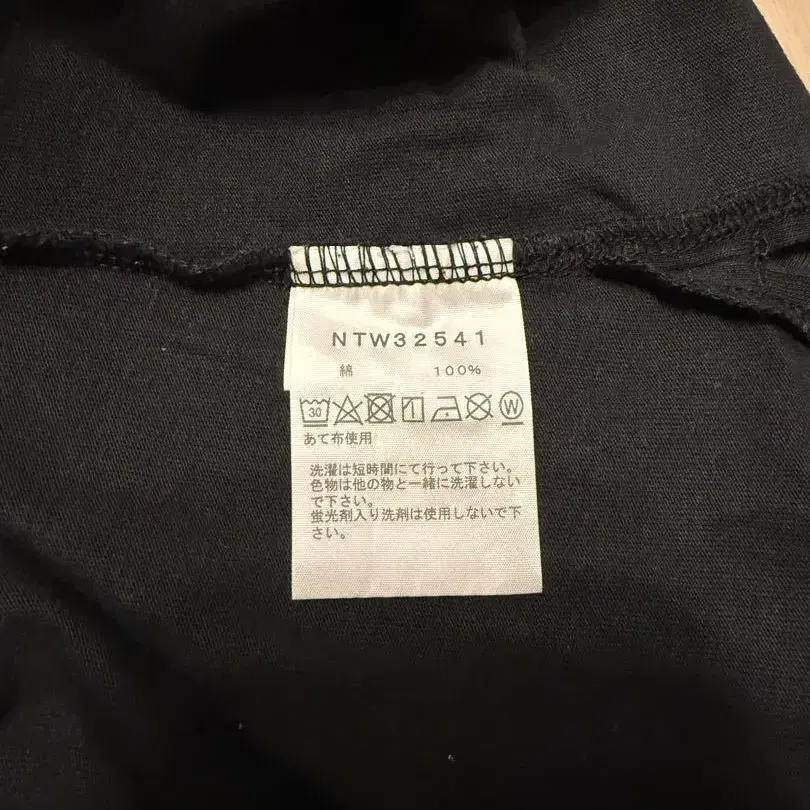 NTW32541
綿 100%
30 W
あて布使用
洗濯は短時間にて行って下さい。
色物は他の物と一緒に洗濯しない
で下さい。
蛍光剤入り洗剤は使用しないで下
さい。